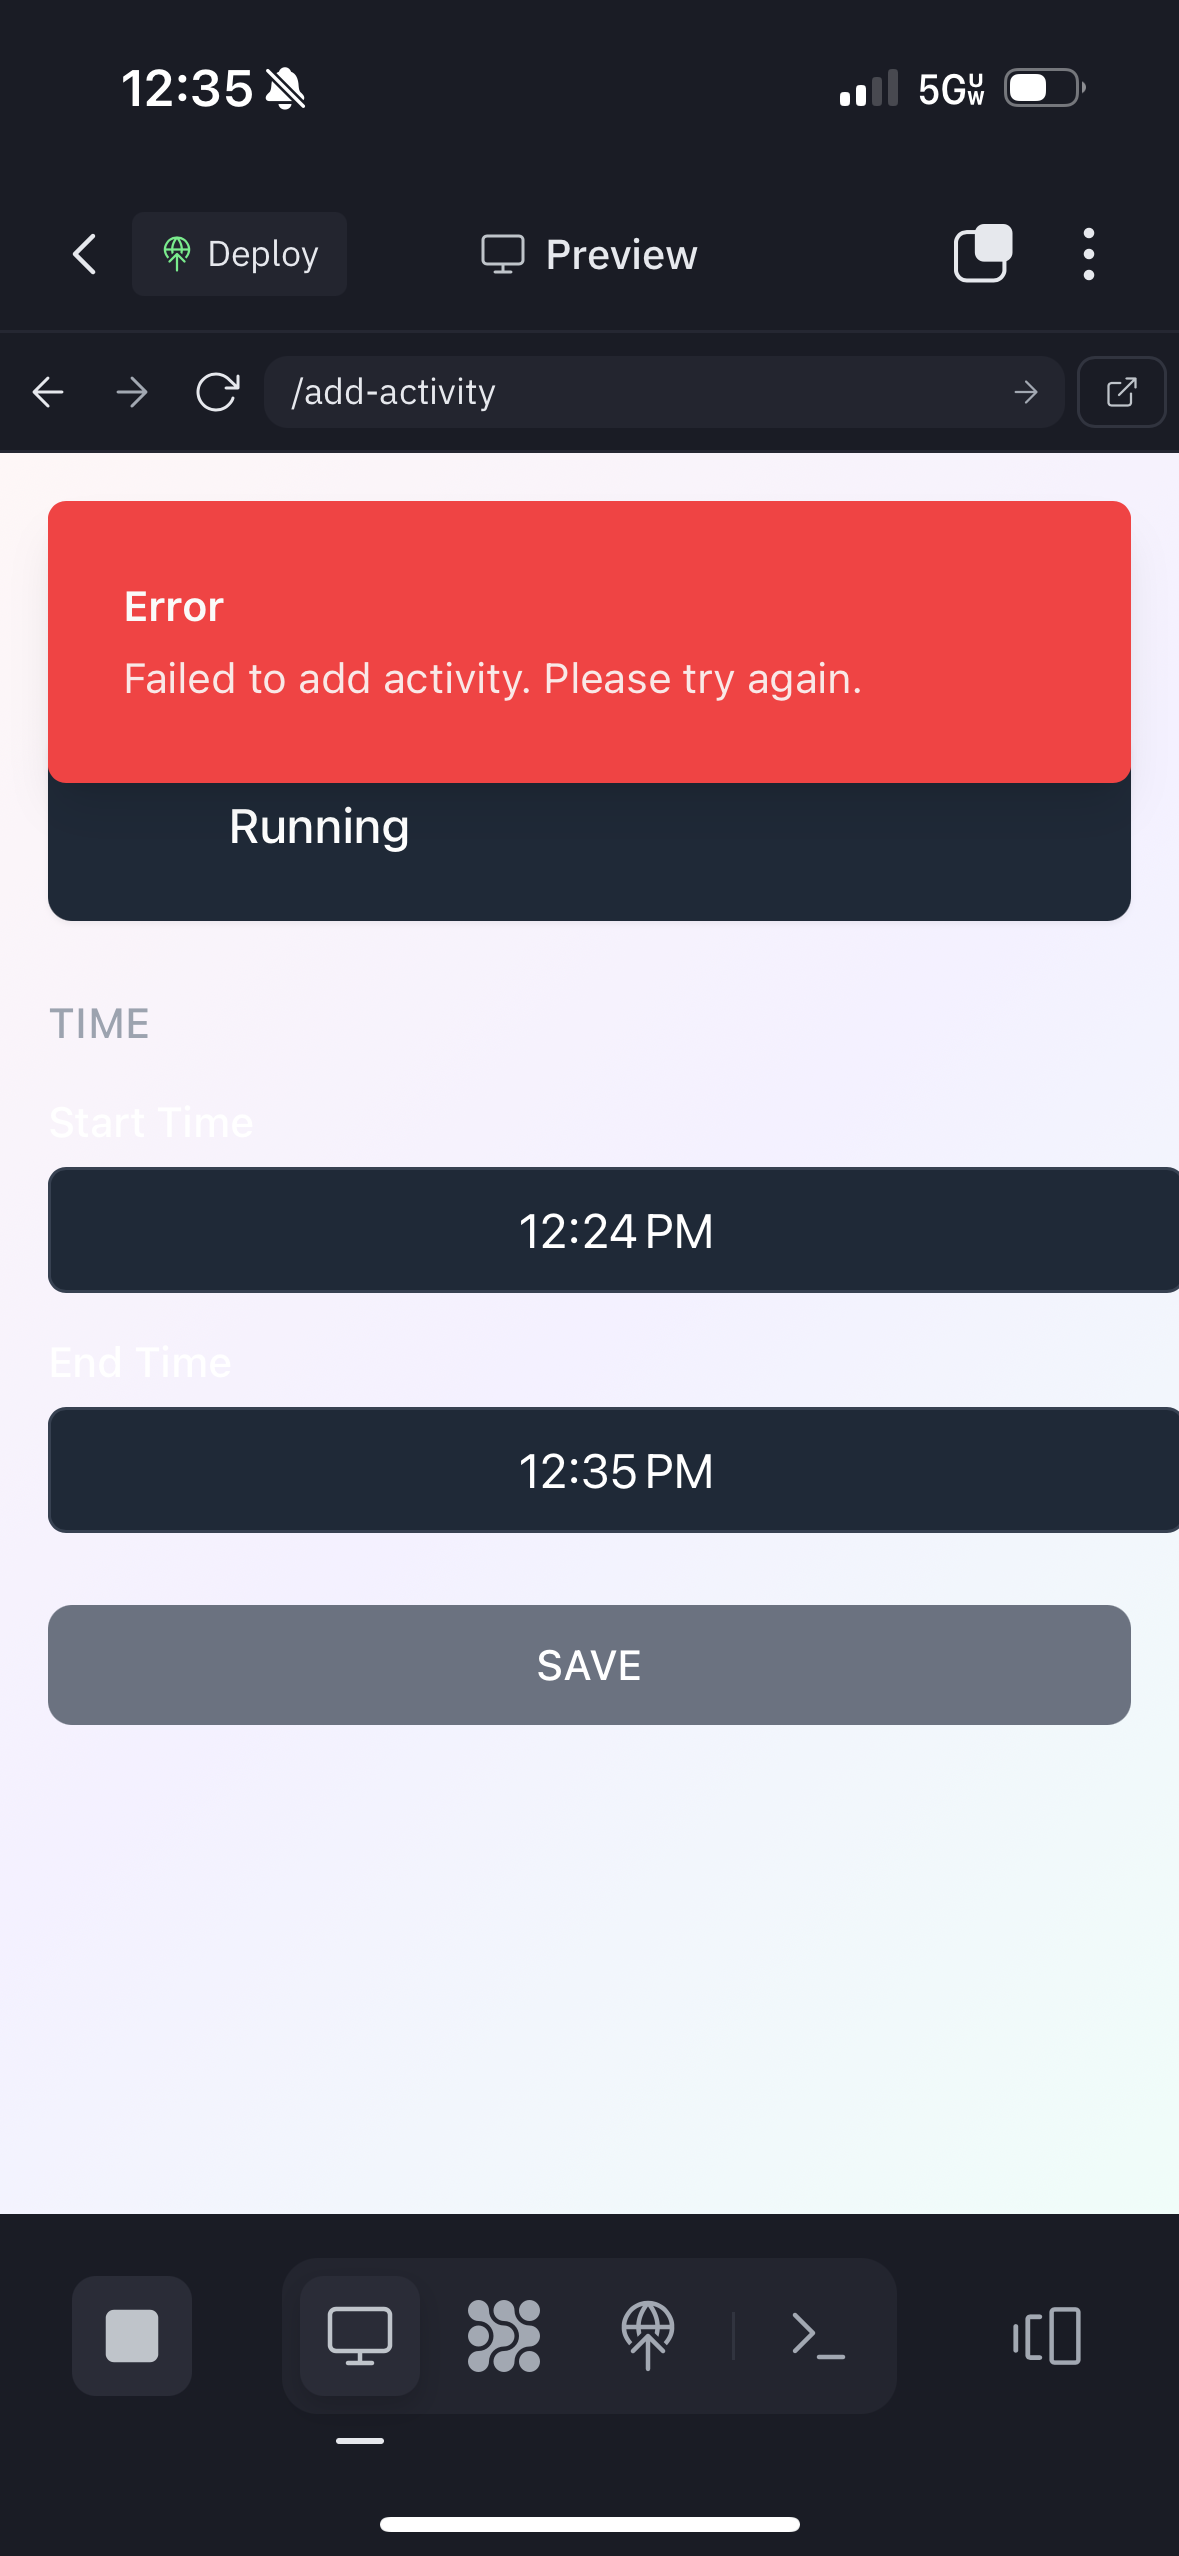 12:35
5G UW
Deploy
Preview
/add-activity
Error
Failed to add activity. Please try again.
Running
TIME
Start Time
12:24 PM
End Time
12:35 PM
SAVE